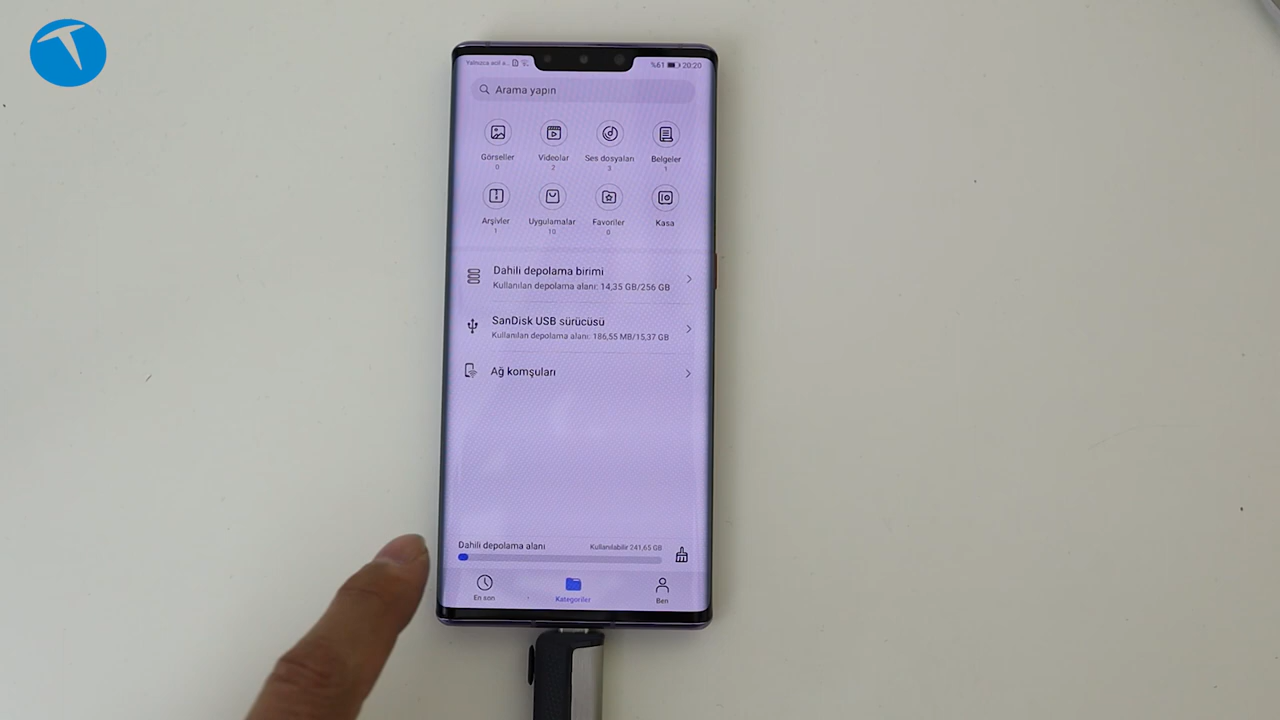 Yalnızca acil a...
%61 20:20
Arama yapın
Görseller Videolar Ses dosyaları Belgeler
0 2 3 1
Arşivler Uygulamalar Favoriler Kasa
1 10 0
Dahili depolama birimi
Kullanılan depolama alanı: 14,35 GB/256 GB
SanDisk USB sürücüsü
Kullanılan depolama alanı: 186,55 MB/15,37 GB
Ağ komşuları
Dahili depolama alanı Kullanılabilir 241,65 GB
En son Kategoriler Ben